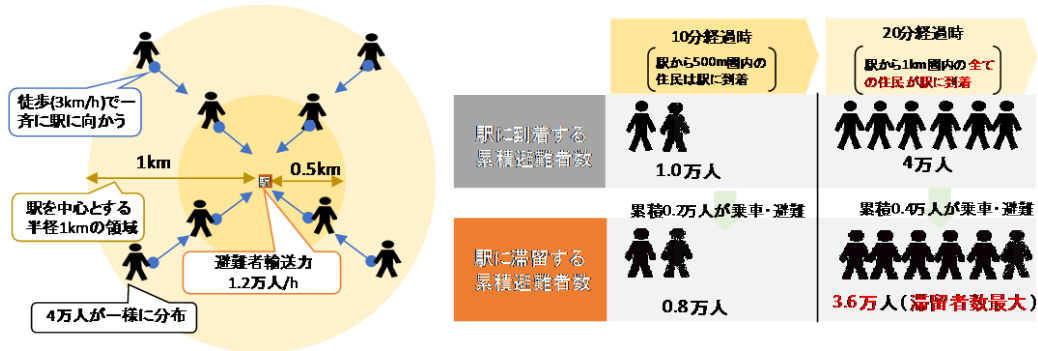 徒歩(3km/h)で一
斉に駅に向かう
1km
0.5km
駅
駅を中心とする
半径1kmの領域
避難者輸送力
1.2万人/h
4万人が一様に分布
10分経過時
駅から500m圏内の
住民は駅に到着
20分経過時
駅から1km圏内の全て
の住民が駅に到着
駅に到着する
累積避難者数
1.0万人
4万人
累積0.2万人が乗車・避難
累積0.4万人が乗車・避難
駅に滞留する
累積避難者数
0.8万人
3.6万人(滞留者数最大)